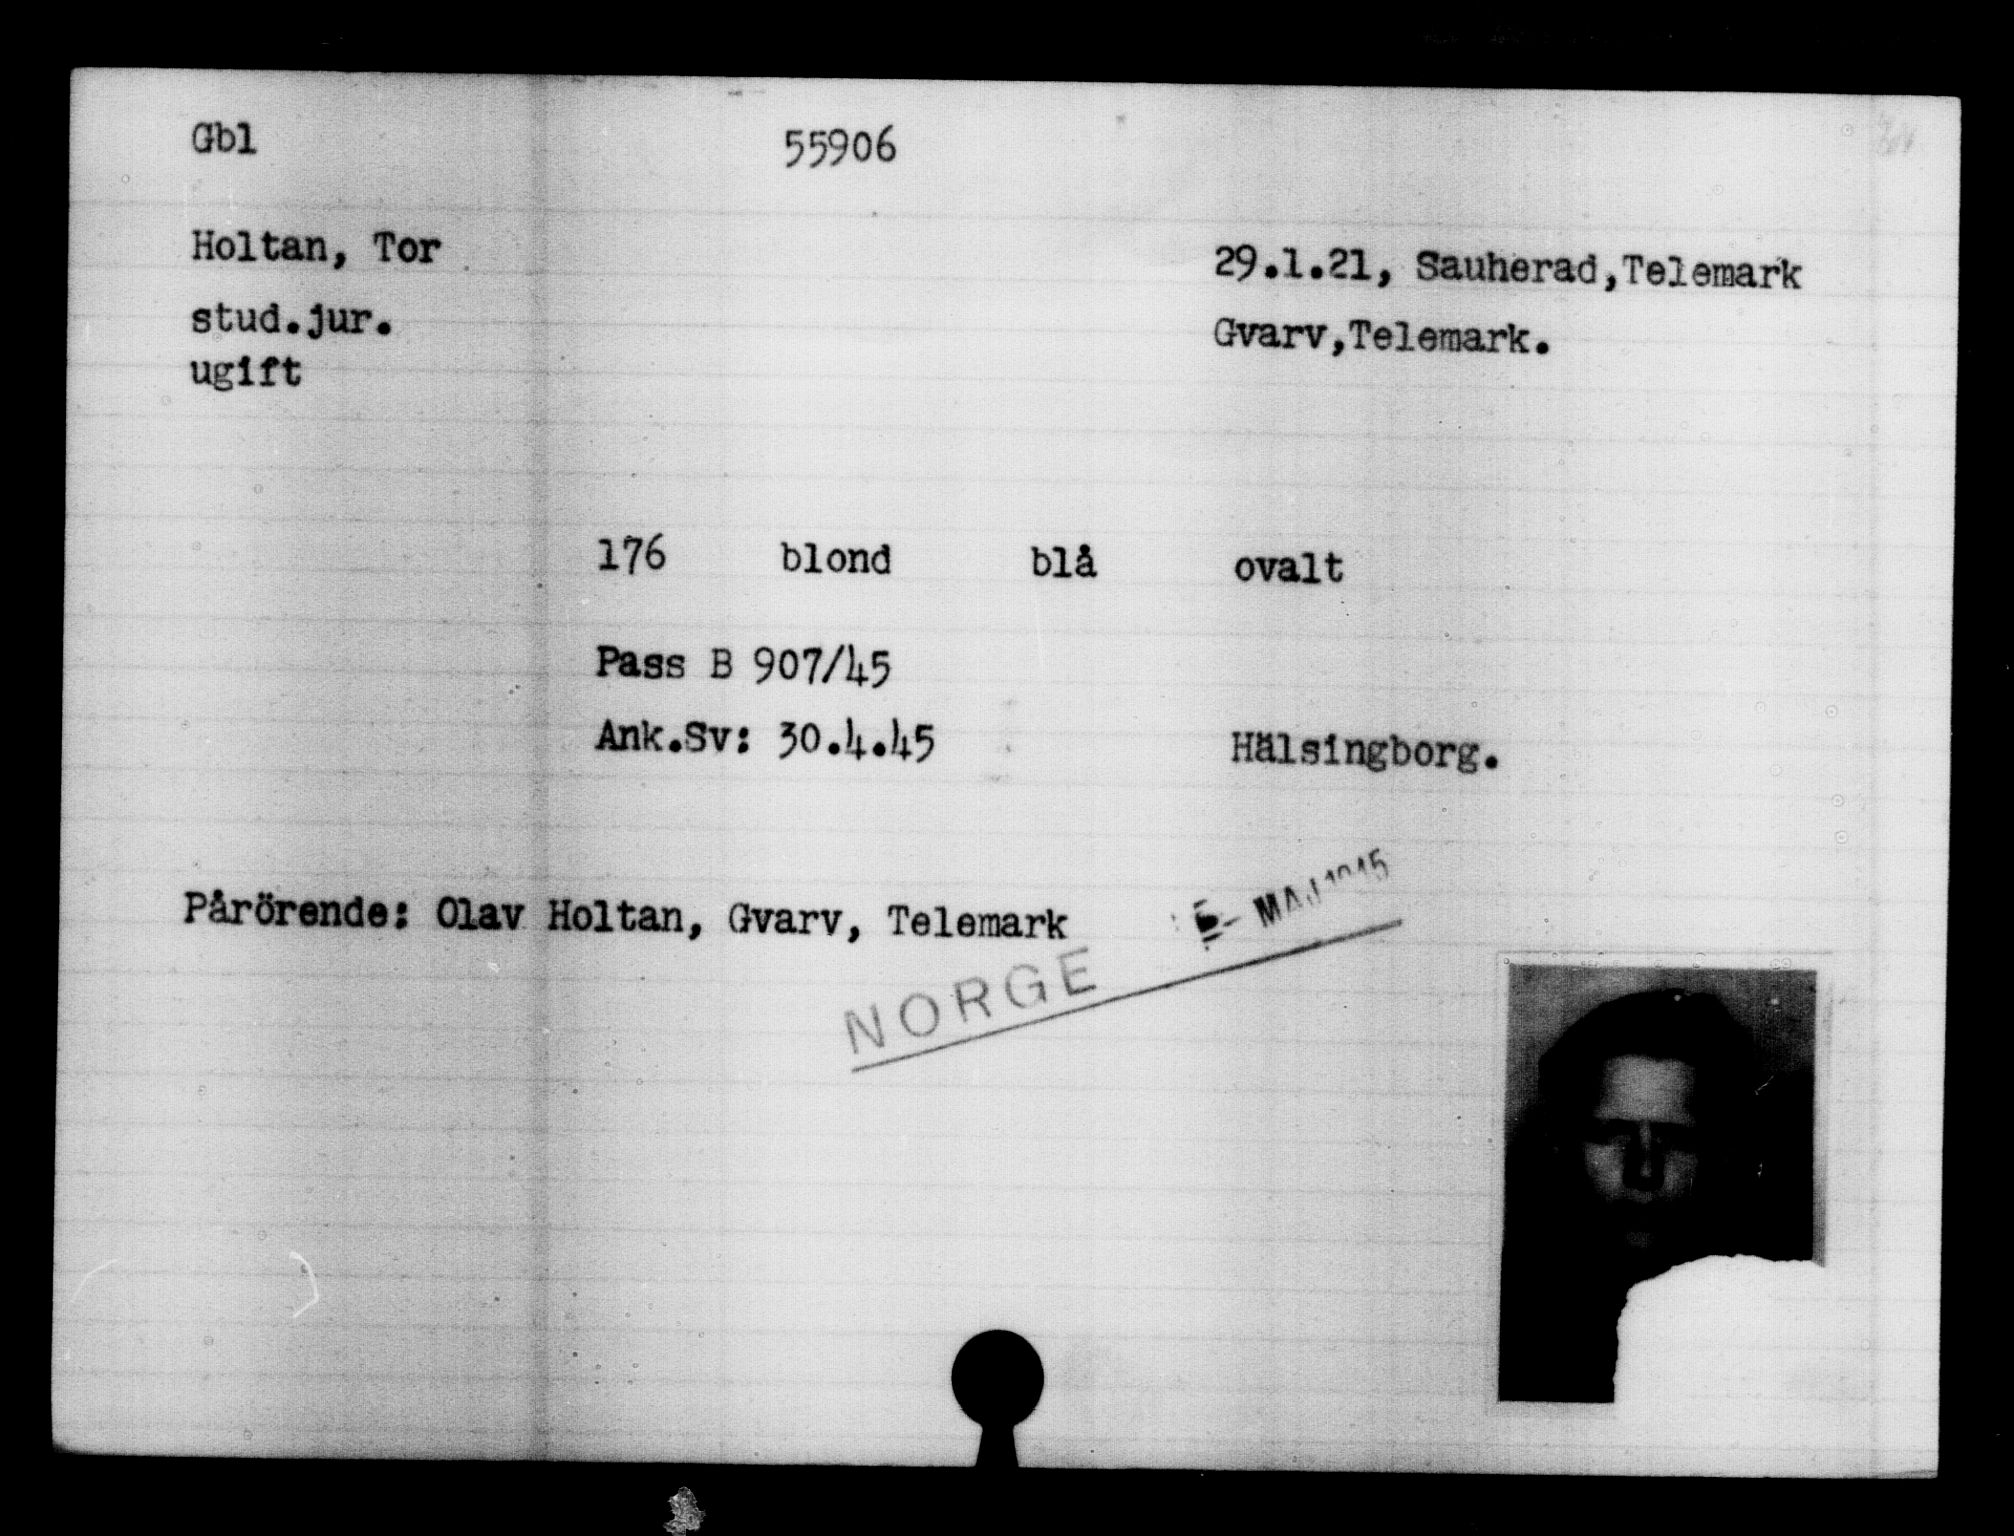 Gbl 55906
Holtan, Tor 29.1.21, Sauherad,Telemark
stud.jur. Gvarv,Telemark.
ugift
176 blond blå ovalt
Pass B 907/45
Ank.Sv: 30.4.45 Hälsingborg.
Pårörende: Olav Holtan, Gvarv, Telemark
NORGE MAJ 1945